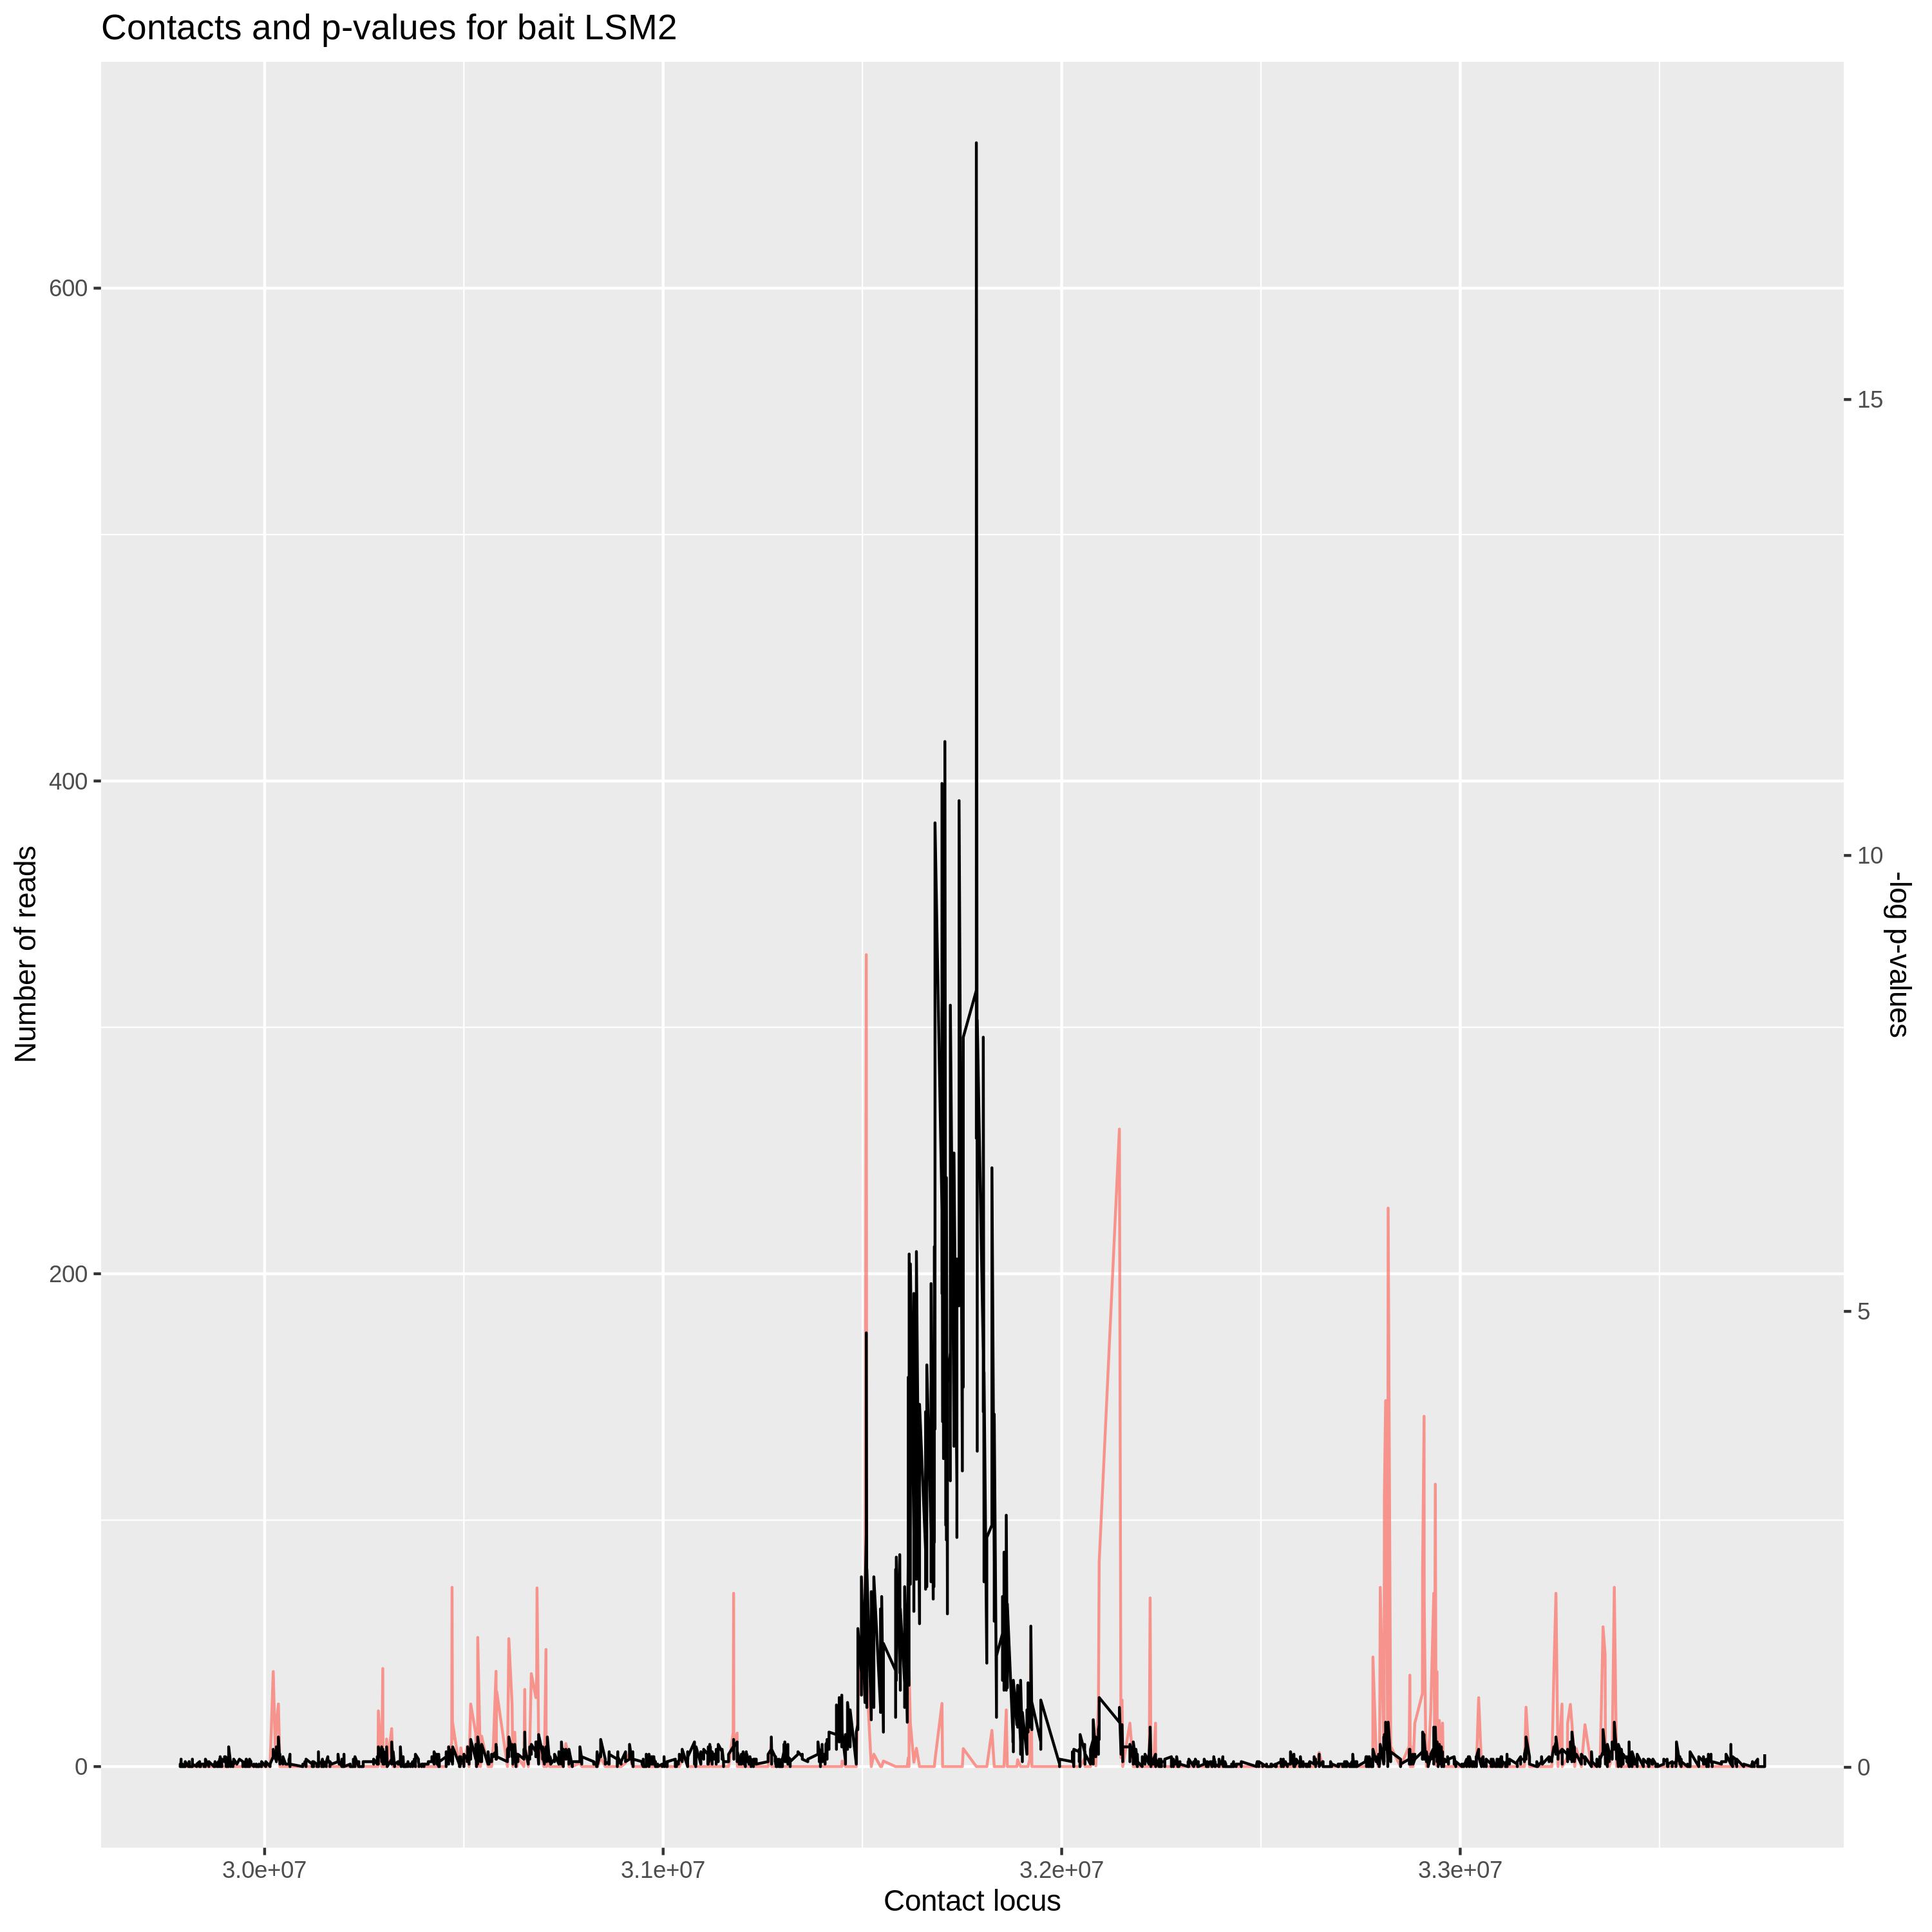 Contacts and p-values for bait LSM2
600
400
200
0
Number of reads
15
10
5
0
-log p-values
3.0e+07
3.1e+07
3.2e+07
3.3e+07
Contact locus